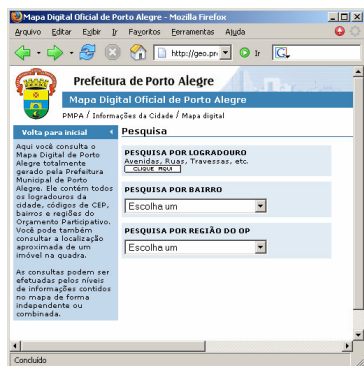 Mapa Digital Oficial de Porto Alegre - Mozilla Firefox
Arquivo Editar Exibir Ir Favoritos Ferramentas Ajuda
http://geo.pr Ir
Prefeitura de Porto Alegre
Mapa Digital Oficial de Porto Alegre
PMPA / Informações da Cidade / Mapa digital
Volta para inicial
Pesquisa
Aqui você consulta o
Mapa Digital de Porto
Alegre totalmente
gerado pela Prefeitura
Municipal de Porto
Alegre. Ele contém todos
os logradouros da
cidade, códigos de CEP,
bairros e regiões do
Orçamento Participativo.
Você pode também
consultar a localização
aproximada de um
imóvel na quadra.
As consultas podem ser
efetuadas pelos níveis
de informações contidos
no mapa de forma
independente ou
combinada.
PESQUISA POR LOGRADOURO
Avenidas, Ruas, Travessas, etc.
CLIQUE AQUI
PESQUISA POR BAIRRO
Escolha um
PESQUISA POR REGIÃO DO OP
Escolha um
Concluído